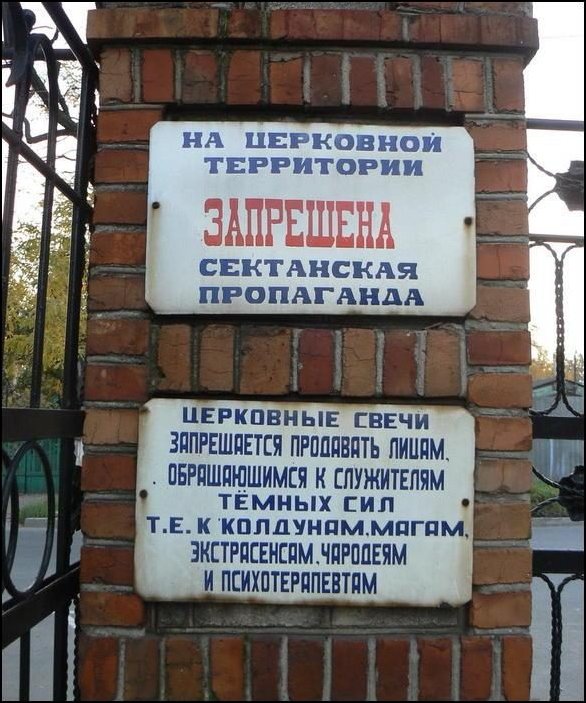 НА ЦЕРКОВНОЙ
ТЕРРИТОРИИ
ЗАПРЕШЕНА
СЕКТАНСКАЯ
ПРОПАГАНДА
ЦЕРКОВНЫЕ СВЕЧИ
ЗАПРЕЩАЕТСЯ ПРОДАВАТЬ ЛИЦАМ,
ОБРАЩАЮЩИМСЯ К СЛУЖИТЕЛЯМ
ТЁМНЫХ СИЛ
Т.Е. К КОЛДУНАМ, МАГАМ,
ЭКСТРАСЕНСАМ, ЧАРОДЕЯМ
И ПСИХОТЕРАПЕВТАМ